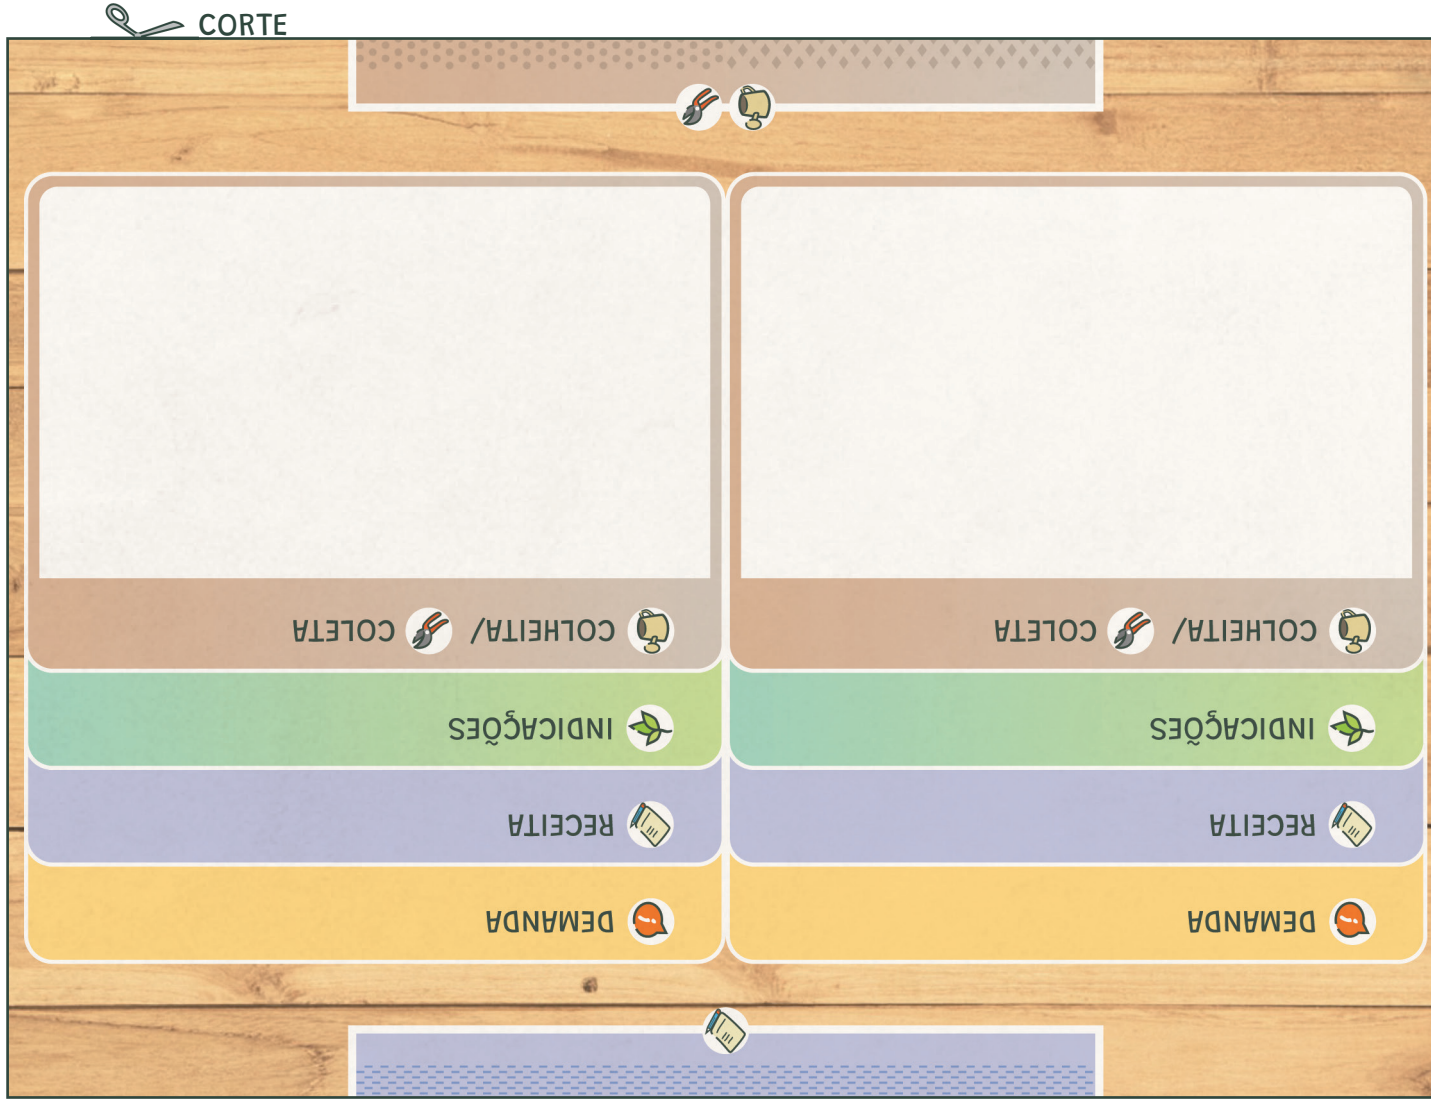 CORTE
DEMANDA
RECEITA
INDICAÇÕES
COLHEITA/ COLETA
DEMANDA
RECEITA
INDICAÇÕES
COLHEITA/ COLETA